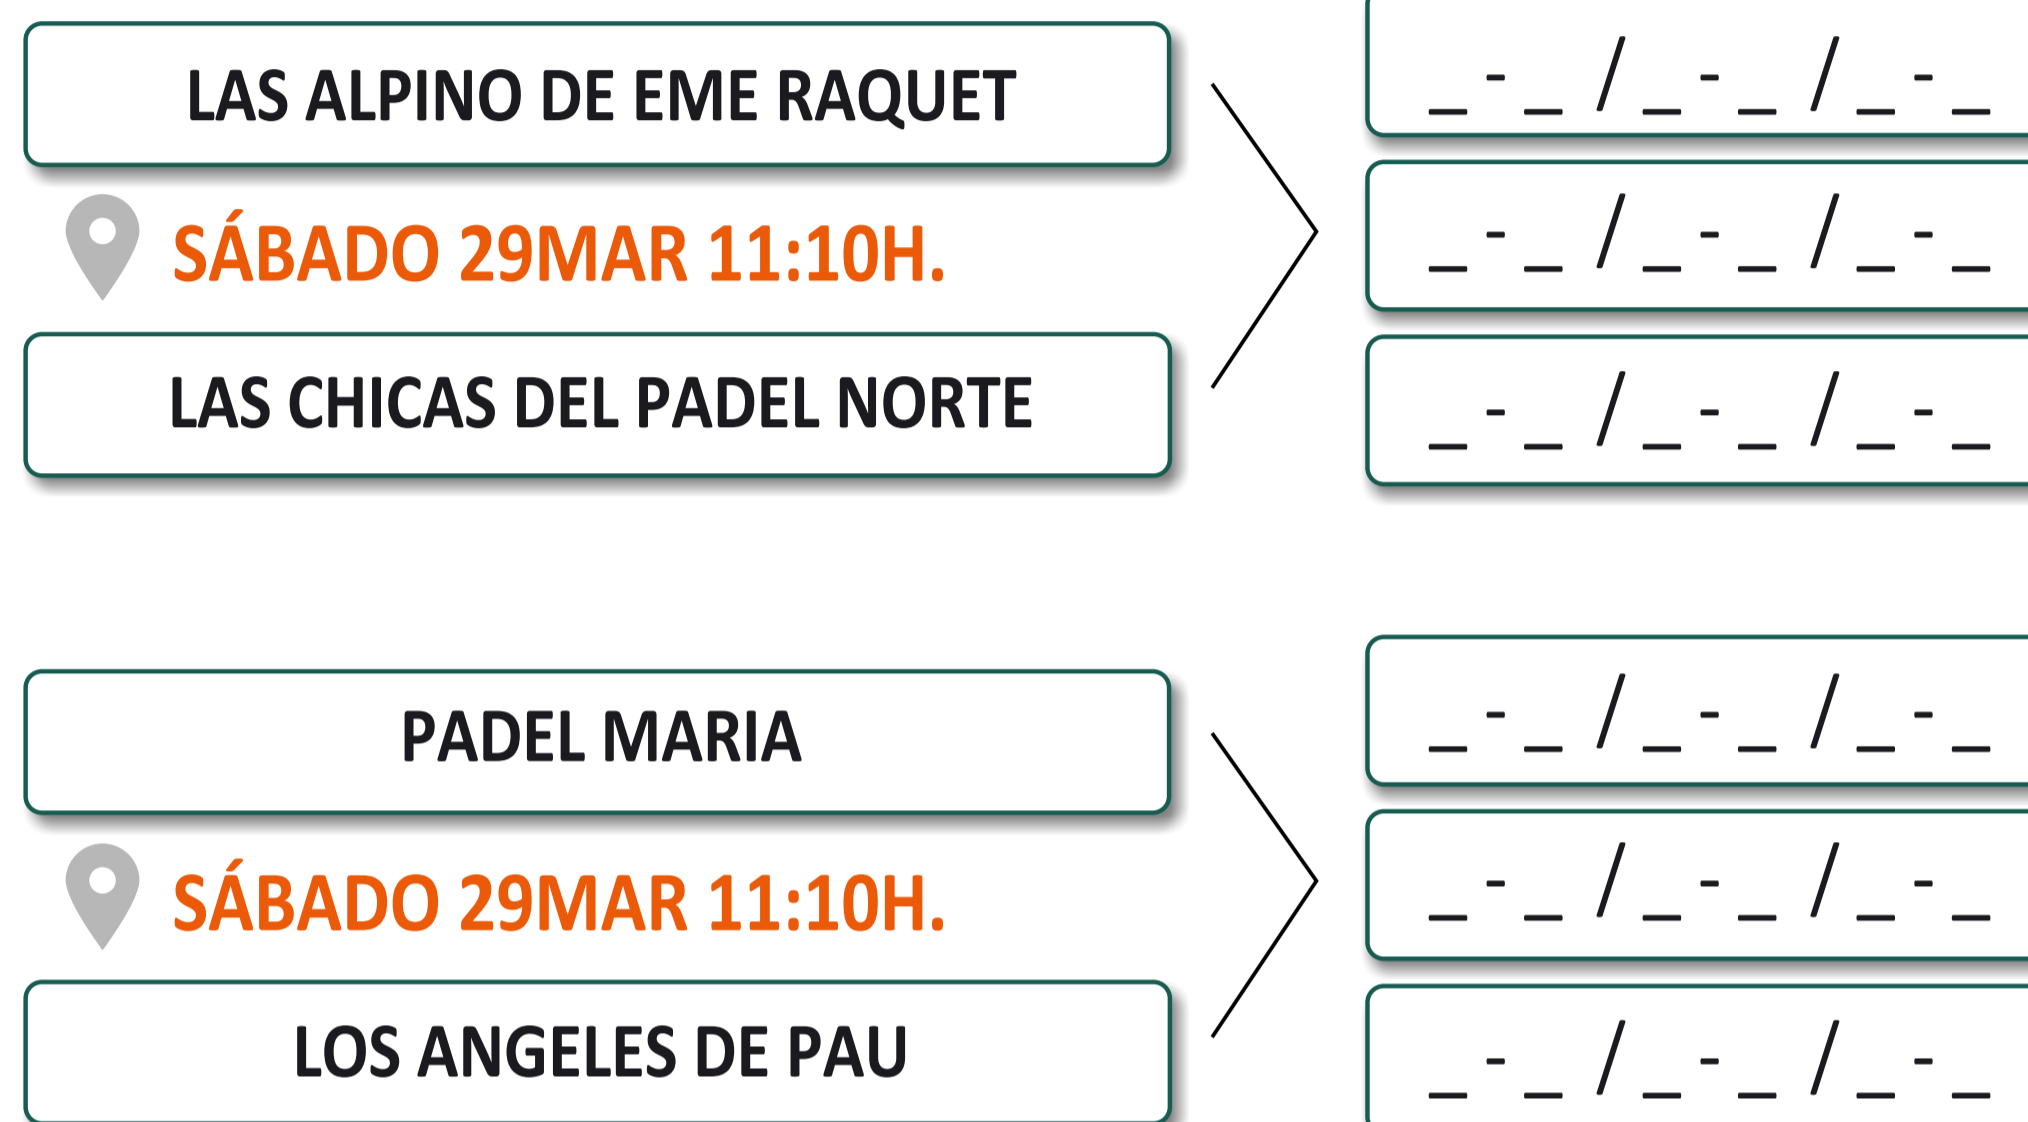 LAS ALPINO DE EME RAQUET
SÁBADO 29MAR 11:10H.
LAS CHICAS DEL PADEL NORTE
_-_ /_-_ /_-_
_-_ /_-_ /_-_
_-_ /_-_ /_-_
PADEL MARIA
SÁBADO 29MAR 11:10H.
LOS ANGELES DE PAU
_-_ /_-_ /_-_
_-_ /_-_ /_-_
_-_ /_-_ /_-_